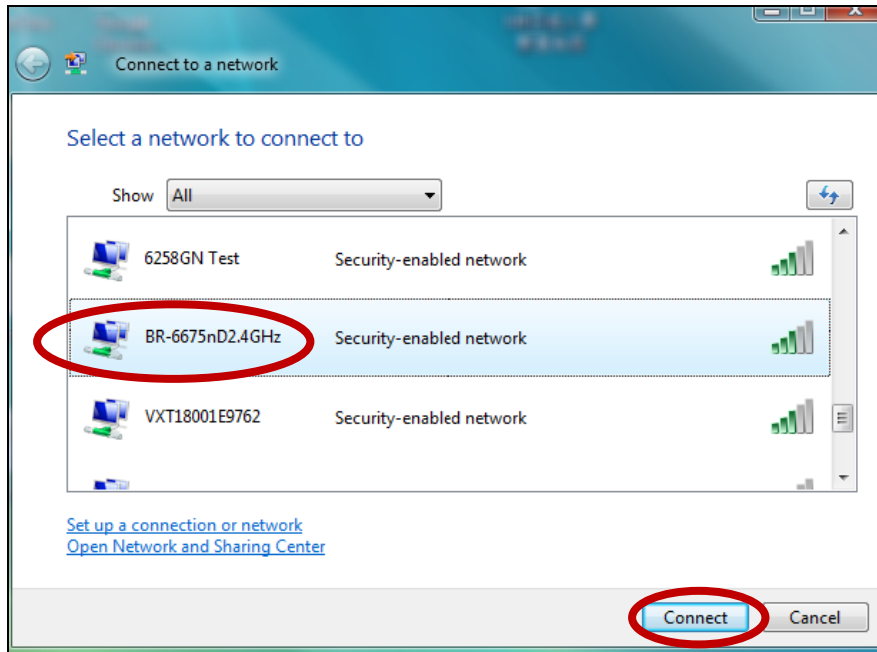 Connect to a network
Select a network to connect to
Show All
6258GN Test Security-enabled network
BR-6675nD2.4GHz Security-enabled network
VXT18001E9762 Security-enabled network
Set up a connection or network
Open Network and Sharing Center
Connect Cancel